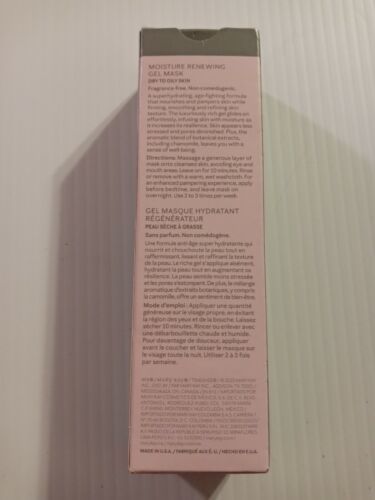 MOISTURE RENEWING
GEL MASK
DRY TO OILY SKIN
Fragrance-Free. Non-comedogenic.
A superhydrating, age-fighting formula
that nourishes and pampers skin while
firming, smoothing and refining skin
texture. The luxuriously rich gel glides on
effortlessly, infusing skin with moisture as
it increases its resilience. Skin appears less
stressed and pores diminished. Plus, the
aromatic blend of botanical extracts,
including chamomile, leaves you with a
sense of well-being.
Directions: Massage a generous layer of
mask onto cleansed skin, avoiding eye and
mouth areas. Leave on for 10 minutes. Rinse
or remove with a warm, wet washcloth. For
an enhanced pampering experience, apply
before bedtime, and leave mask on
overnight. Use 2 to 3 times per week.
GEL MASQUE HYDRATANT
RÉGÉNÉRATEUR
PEAU SÈCHE À GRASSE
Sans parfum. Non comédogène.
Une formule anti-âge super hydratante qui
nourrit et chouchoute la peau tout en
raffermissant, lissant et raffinant la texture
de la peau. Le riche gel s'applique aisément,
hydratant la peau tout en augmentant sa
résilience. La peau semble moins stressée
et les pores s'estompent. De plus, le mélange
aromatique d'extraits botaniques, y compris
la camomille, offre un sentiment de bien-être.
Mode d'emploi : Appliquer une quantité
généreuse sur le visage propre, en évitant
la région des yeux et de la bouche. Laissez
sécher 10 minutes. Rincer ou enlever avec
une débarbouillette chaude et humide.
Pour davantage de douceur, appliquer
avant le coucher et laisser le masque sur
le visage toute la nuit. Utiliser 2 à 3 fois
par semaine.
MARY KAY
COSMETICS DE MÉXICO, S.A. DE C.V.
MONTERREY, NUEVO LEÓN, MÉXICO
MADE IN U.S.A. / FABRIQUÉ AUX É.-U. / HECHO EN E.U.A.